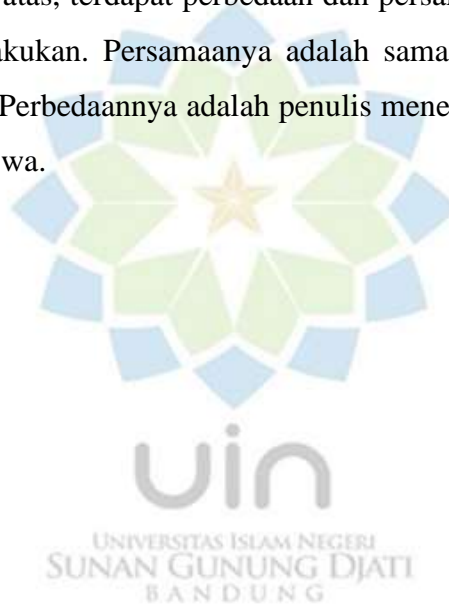 atas, terdapat perbedaan dan
akukan. Persamaanya adalah sama
Perbedaannya adalah penulis
wa.
uin
UNIVERSITAS ISLAM NEGERI
SUNAN GUNUNG DJATI
BANDUNG